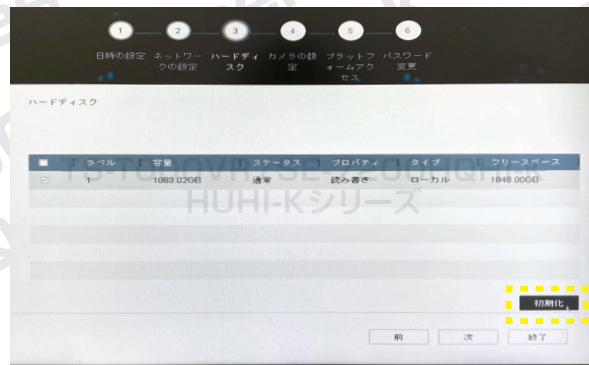 1 2 3 4 5 6
日時の設定 ネットワークの設定 ハードディスク カメラの設定 プラットフォームアクセス パスワード変更
ハードディスク
ラベル 容量 ステータス プロパティ タイプ フリースペース
1 1863.02GB 通常 読み書き ローカル 1848.00GB
HUHI-Kシリーズ
初期化
前 次 終了